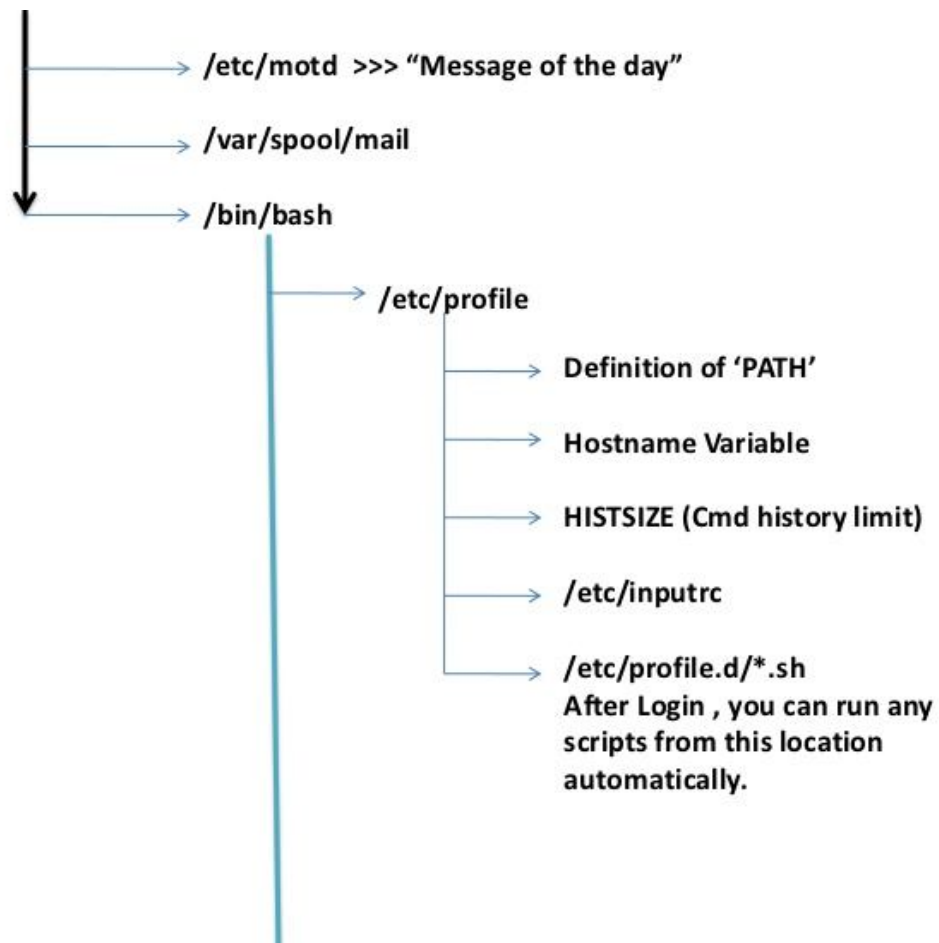 /etc/motd >>> “Message of the day”
/var/spool/mail
/bin/bash
/etc/profile
Definition of ‘PATH’
Hostname Variable
HISTSIZE (Cmd history limit)
/etc/inputrc
/etc/profile.d/*.sh
After Login , you can run any
scripts from this location
automatically.